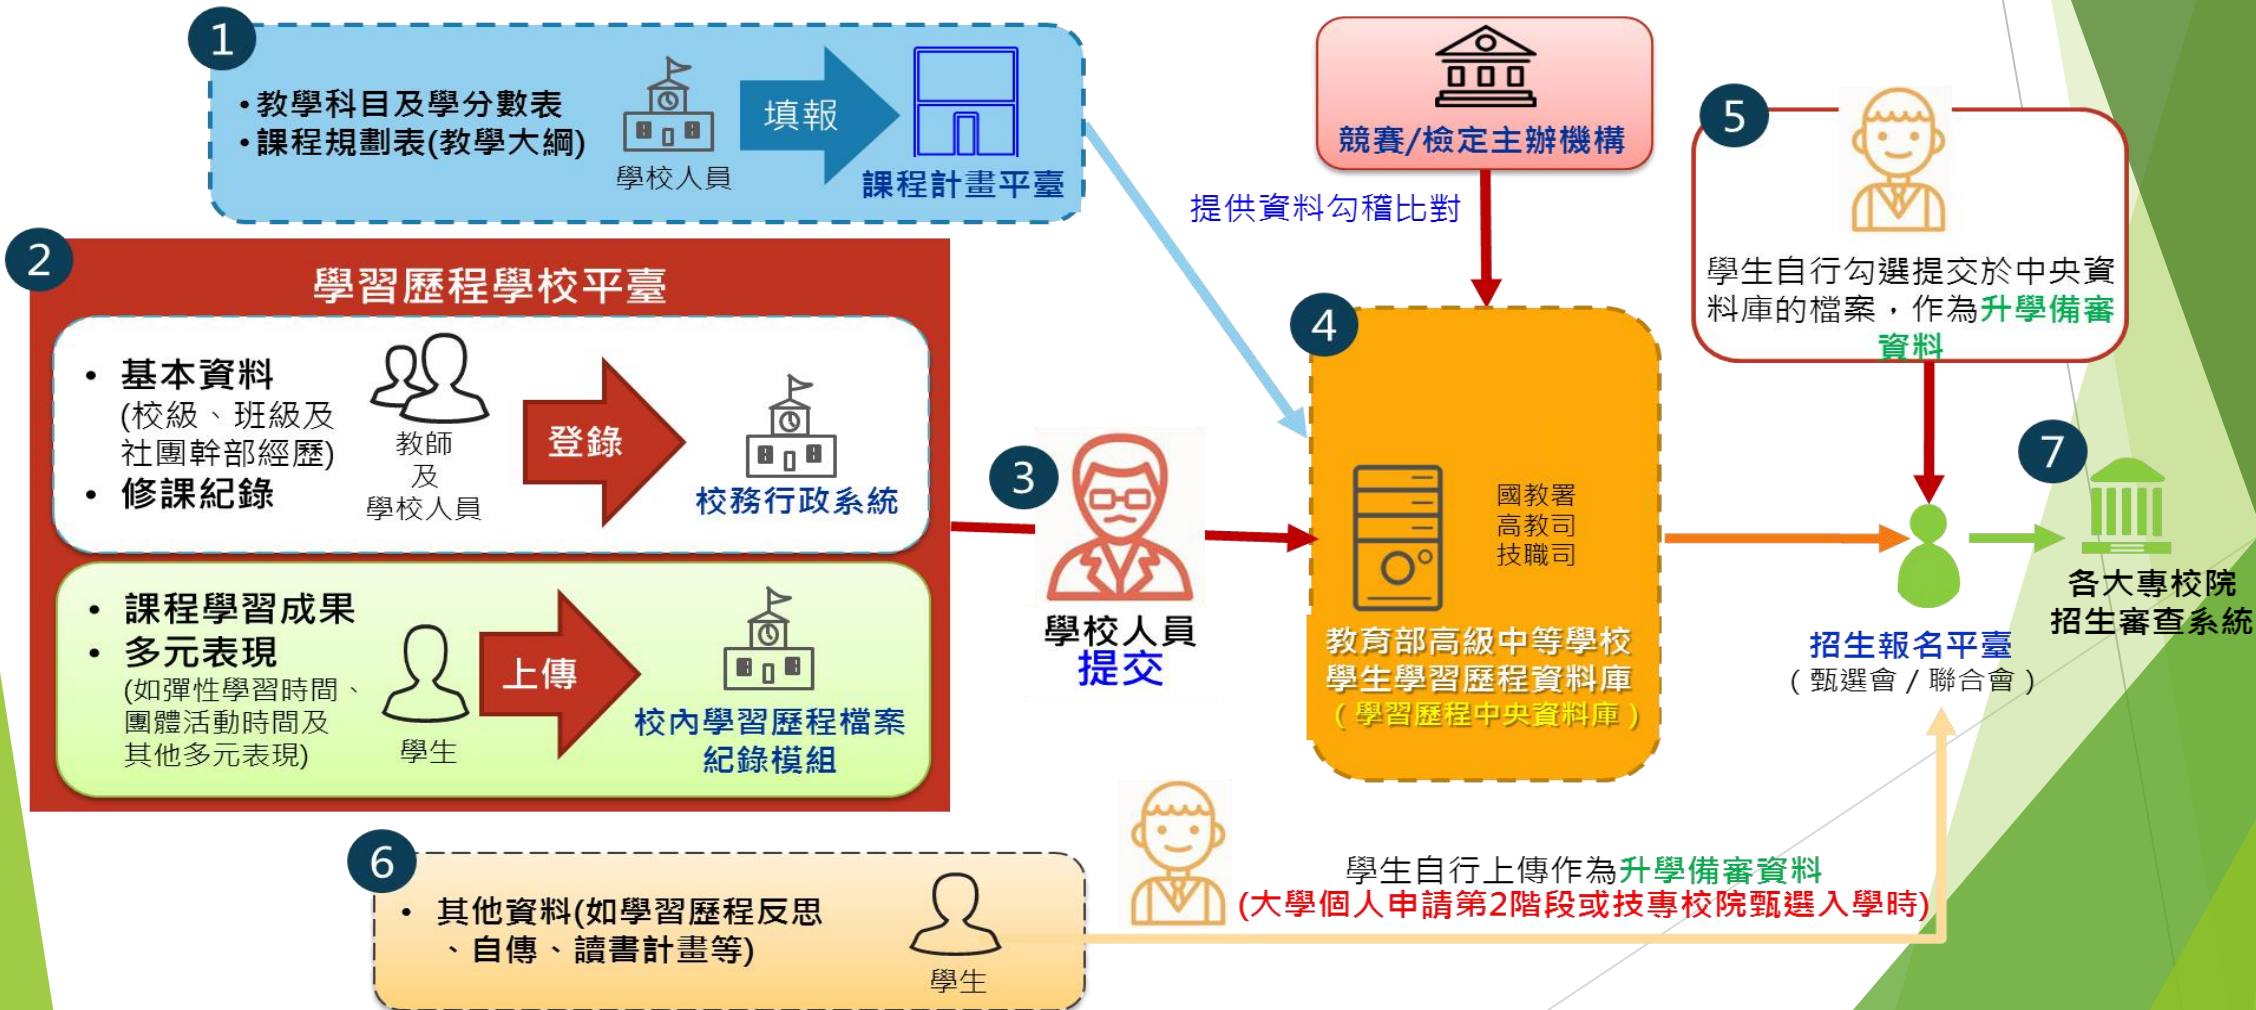 1
•教學科目及學分數表
•課程規劃表(教學大綱)
學校人員
填報
課程計畫平臺
競賽/檢定主辦機構
提供資料勾稽比對
5
學生自行勾選提交於中央資
料庫的檔案，作為升學備審
資料
2
學習歷程學校平臺
• 基本資料
(校級、班級及
社團幹部經歷)
• 修課紀錄
教師
及
學校人員
登錄
校務行政系統
• 課程學習成果
• 多元表現
(如彈性學習時間、
團體活動時間及
其他多元表現)
學生
上傳
校內學習歷程檔案
紀錄模組
3
學校人員
提交
4
國教署
高教司
技職司
教育部高級中等學校
學生學習歷程資料庫
（學習歷程中央資料庫）
招生報名平臺
（甄選會/聯合會）
7
各大專校院
招生審查系統
6
• 其他資料(如學習歷程反思
、自傳、讀書計畫等)
學生
學生自行上傳作為升學備審資料
(大學個人申請第2階段或技專校院甄選入學時)